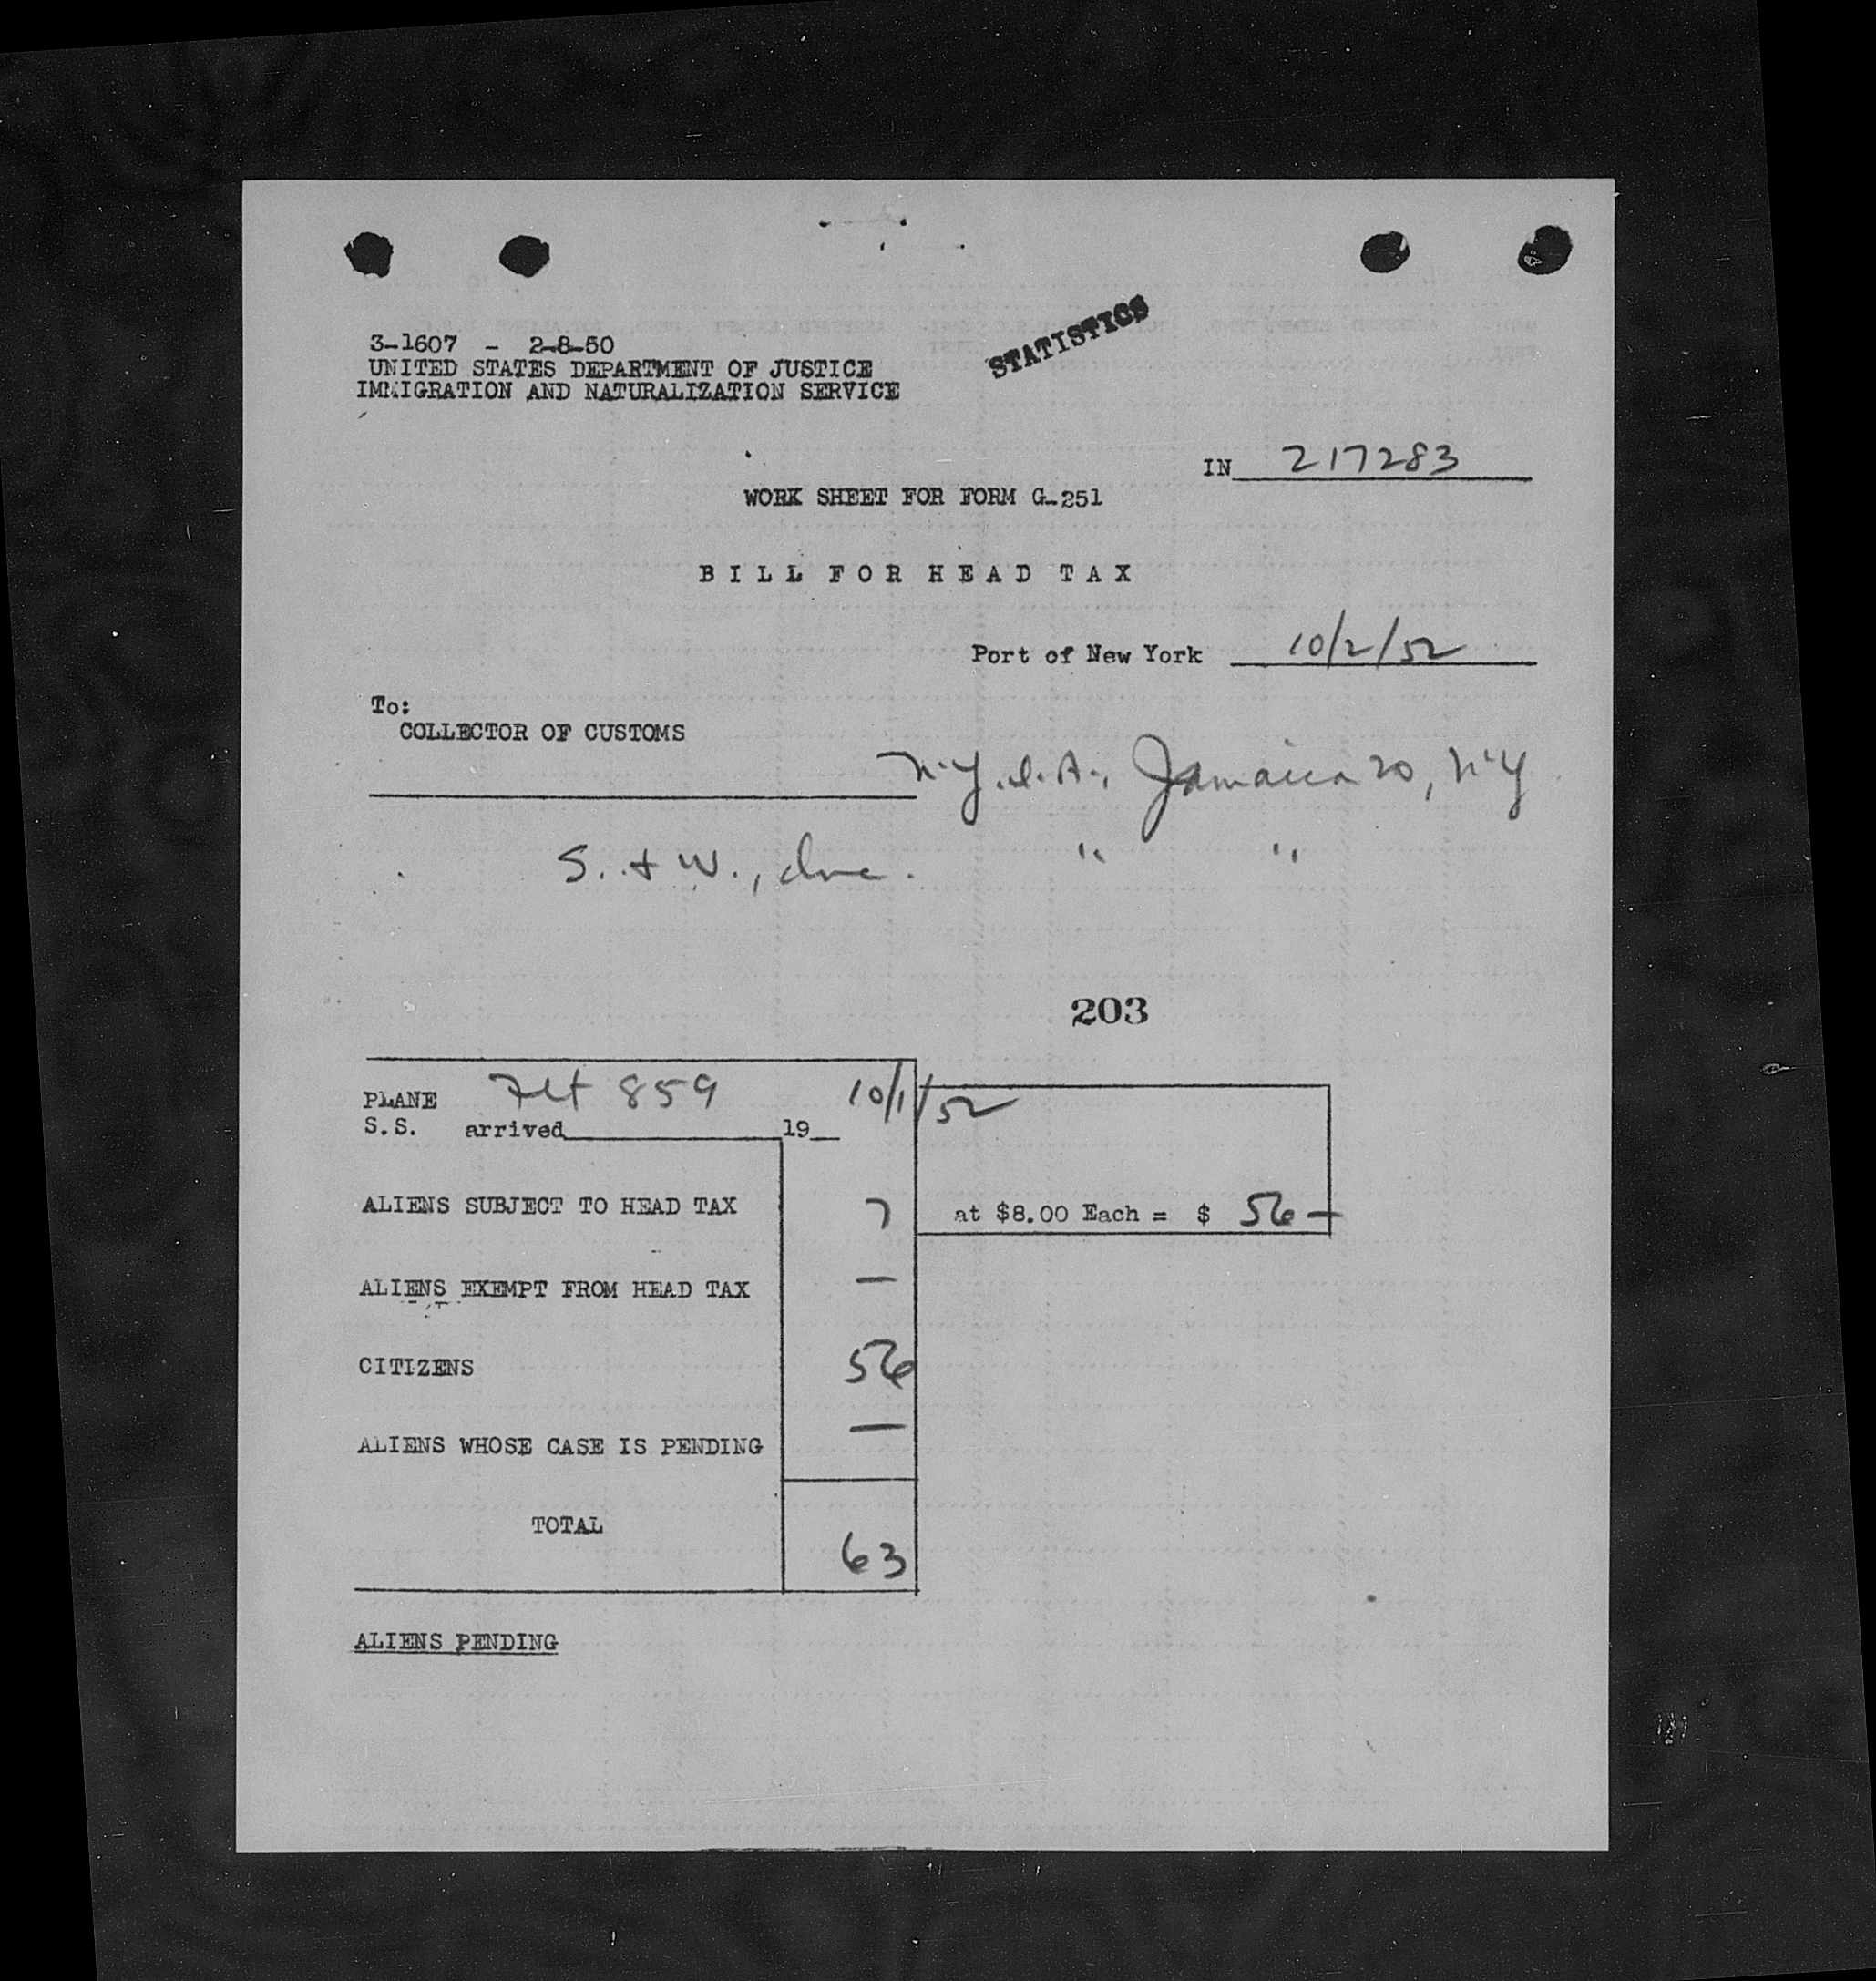 STATISTICS
3-1607 - 2-8-50
UNITED STATES DEPARTMENT OF JUSTICE
IMMIGRATION AND NATURALIZATION SERVICE
IN 217283
WORK SHEET FOR FORM G-251
BILL FOR HEAD TAX
Port of New York 10/2/52
To:
COLLECTOR OF CUSTOMS
N.Y.I.A., Jamaica 20, N.Y
S. & W., Inc. " "
203
PLANE Flt 859 10/1/52
S.S. arrived 19
ALIENS SUBJECT TO HEAD TAX 7 at $8.00 Each = $ 56 —
ALIENS EXEMPT FROM HEAD TAX —
CITIZENS 56
ALIENS WHOSE CASE IS PENDING —
TOTAL 63
ALIENS PENDING